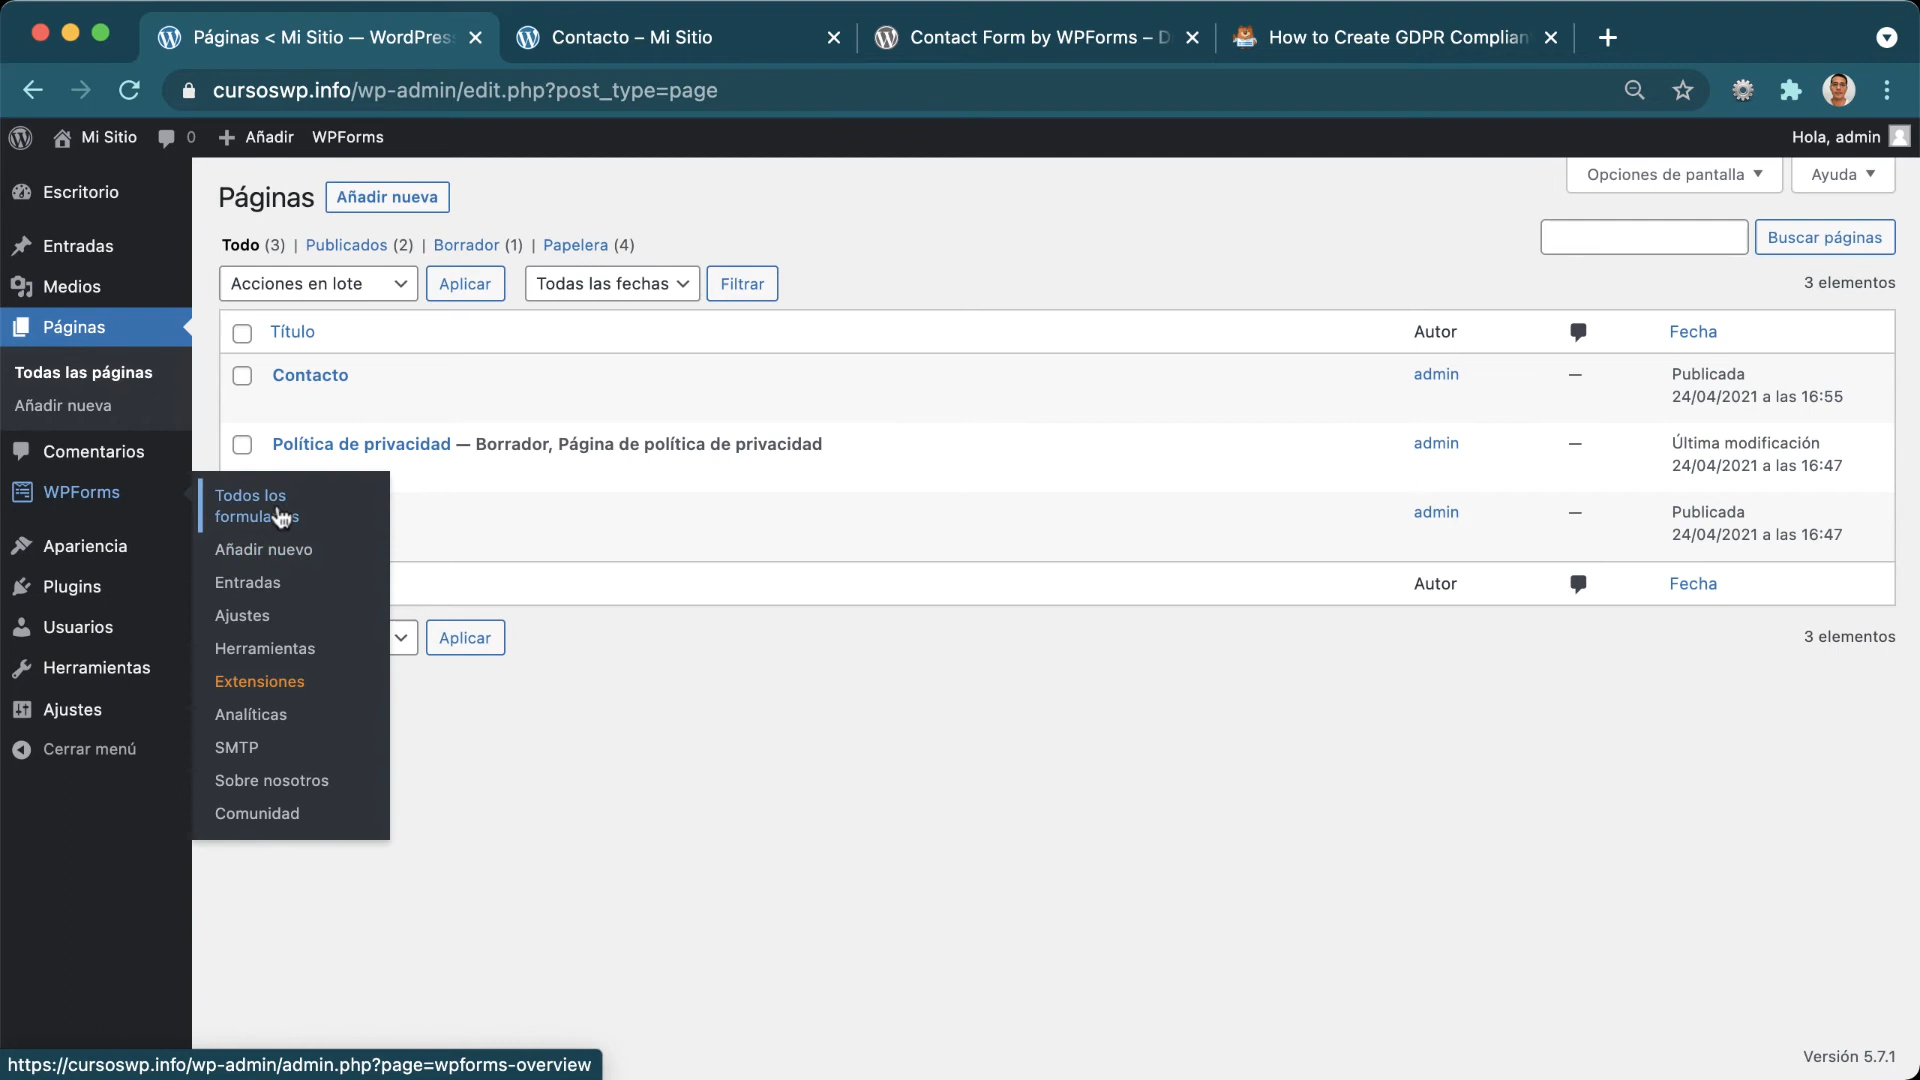 Páginas < Mi Sitio — WordPres
Contacto – Mi Sitio
Contact Form by WPForms – D
How to Create GDPR Complian
cursoswp.info/wp-admin/edit.php?post_type=page
Mi Sitio
0
Añadir
WPForms
Hola, admin
Escritorio
Entradas
Medios
Páginas
Todas las páginas
Añadir nueva
Comentarios
WPForms
Apariencia
Plugins
Usuarios
Herramientas
Ajustes
Cerrar menú
Todos los
Añadir nuevo
Entradas
Ajustes
Herramientas
Extensiones
Analíticas
SMTP
Sobre nosotros
Comunidad
Páginas
Añadir nueva
Opciones de pantalla
Ayuda
Todo (3) | Publicados (2) | Borrador (1) | Papelera (4)
Buscar páginas
Acciones en lote
Aplicar
Todas las fechas
Filtrar
3 elementos
Título
Autor
Fecha
Contacto
admin
—
Publicada
24/04/2021 a las 16:55
Política de privacidad — Borrador, Página de política de privacidad
admin
—
Última modificación
24/04/2021 a las 16:47
admin
—
Publicada
24/04/2021 a las 16:47
Autor
Fecha
Aplicar
3 elementos
https://cursoswp.info/wp-admin/admin.php?page=wpforms-overview
Versión 5.7.1